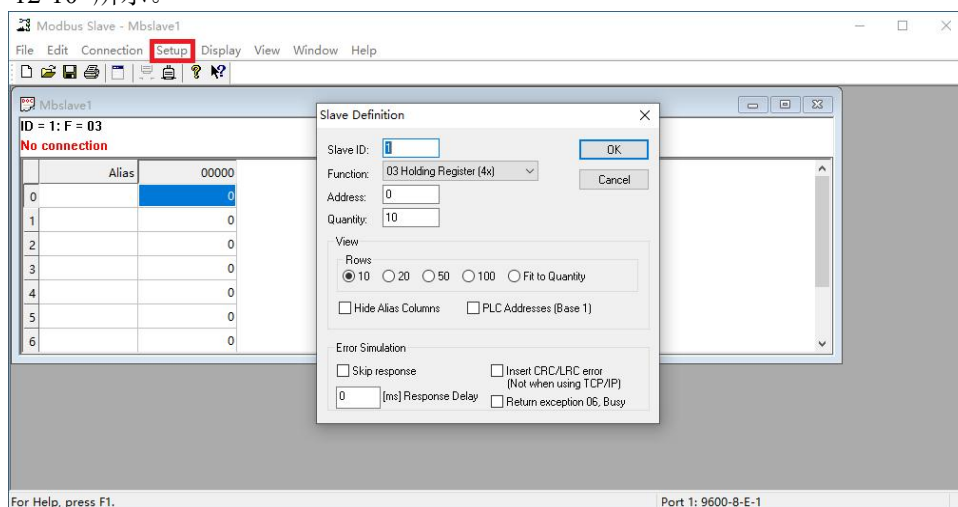 12-10 所示。
Modbus Slave - Mbslave1
File Edit Connection Setup Display View Window Help
Mbslave1
ID = 1: F = 03
No connection
Alias 00000
0 0
1 0
2 0
3 0
4 0
5 0
6 0
Slave Definition
Slave ID: 1 OK
Function: 03 Holding Register (4x) Cancel
Address: 0
Quantity: 10
View
Rows
10 20 50 100 Fit to Quantity
Hide Alias Columns PLC Addresses (Base 1)
Error Simulation
Skip response Insert CRC/LRC error
(Not when using TCP/IP)
0 [ms] Response Delay Return exception 06, Busy
For Help, press F1. Port 1: 9600-8-E-1